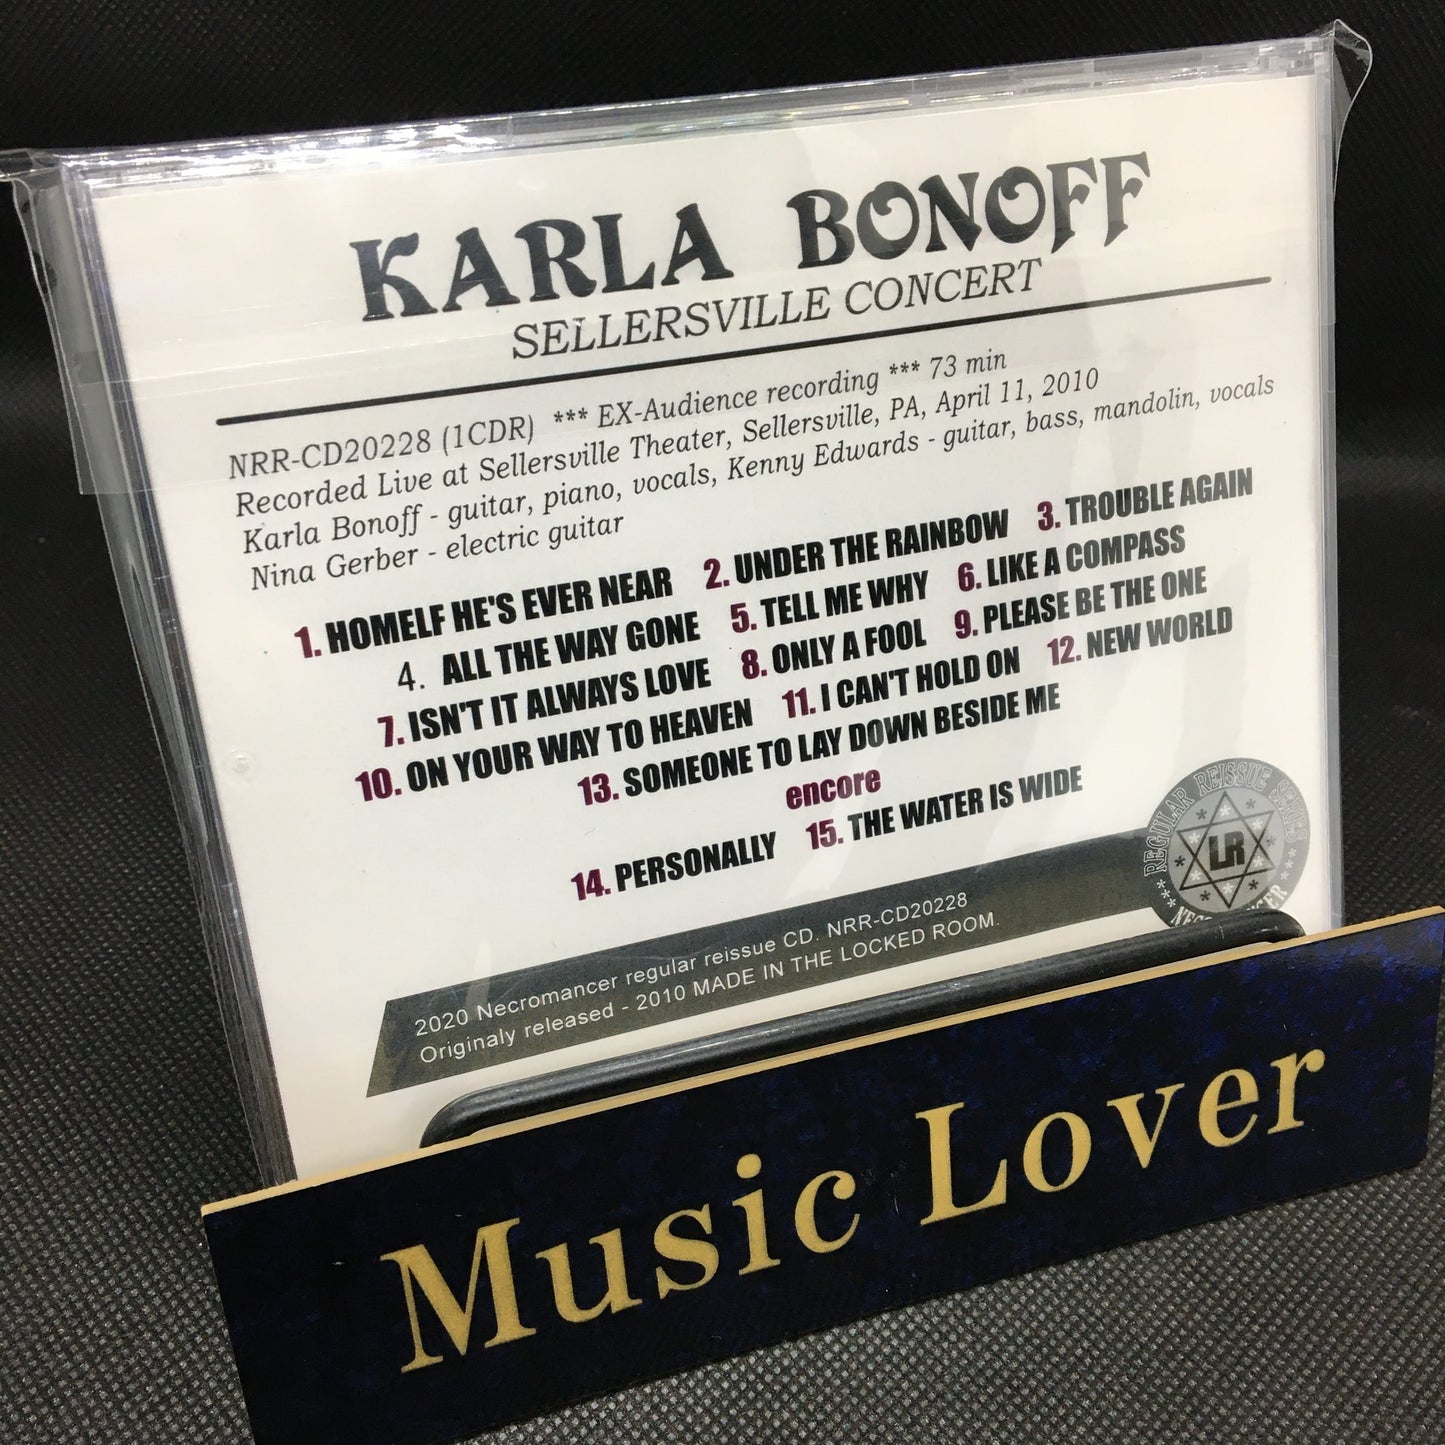 KARLA BONOFF
SELLERSVILLE CONCERT
NRR-CD20228 (1CDR) *** EX-Audience recording *** 73 min
Recorded Live at Sellersville Theater, Sellersville, PA, April 11, 2010
Karla Bonoff - guitar, piano, vocals, Kenny Edwards - guitar, bass, mandolin, vocals
Nina Gerber - electric guitar
1. HOMELF HE'S EVER NEAR 2. UNDER THE RAINBOW 3. TROUBLE AGAIN
4. ALL THE WAY GONE 5. TELL ME WHY 6. LIKE A COMPASS
7. ISN'T IT ALWAYS LOVE 8. ONLY A FOOL 9. PLEASE BE THE ONE
10. ON YOUR WAY TO HEAVEN 11. I CAN'T HOLD ON 12. NEW WORLD
13. SOMEONE TO LAY DOWN BESIDE ME
encore
14. PERSONALLY 15. THE WATER IS WIDE
REGULAR REISSUE SERIES
LR
2020 Necromancer regular reissue CD. NRR-CD20228
Originaly released - 2010 MADE IN THE LOCKED ROOM.
Music Lover